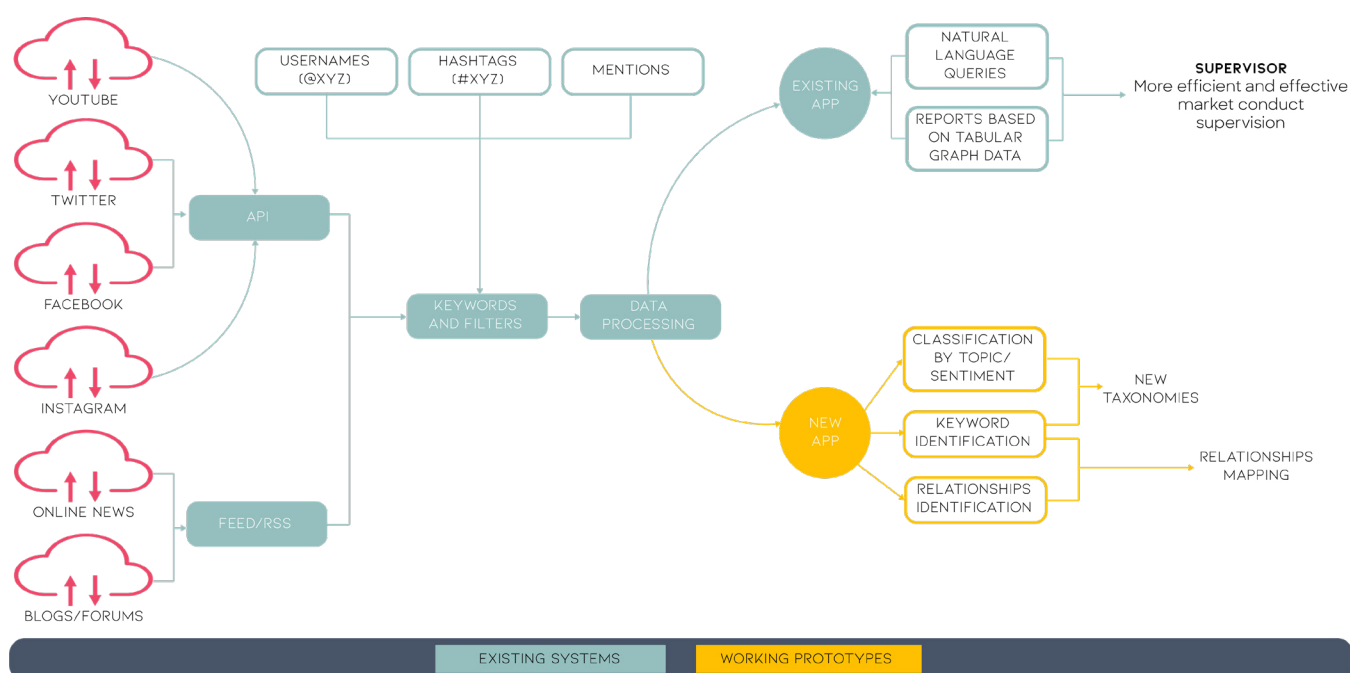 YOUTUBE
TWITTER
FACEBOOK
INSTAGRAM
ONLINE NEWS
BLOGS/FORUMS
API
FEED/RSS
USERNAMES
(@XYZ)
HASHTAGS
(#XYZ)
MENTIONS
KEYWORDS
AND FILTERS
DATA
PROCESSING
EXISTING
APP
NATURAL
LANGUAGE
QUERIES
REPORTS BASED
ON TABULAR
GRAPH DATA
SUPERVISOR
More efficient and effective
market conduct
supervision
NEW
APP
CLASSIFICATION
BY TOPIC/
SENTIMENT
KEYWORD
IDENTIFICATION
RELATIONSHIPS
IDENTIFICATION
NEW
TAXONOMIES
RELATIONSHIPS
MAPPING
EXISTING SYSTEMS
WORKING PROTOTYPES